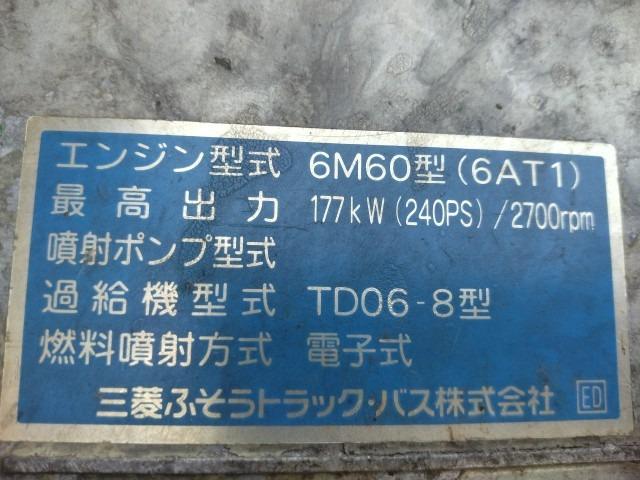 エンジン型式 6M60型(6AT1)
最高出力 177kW(240PS)/2700rpm
噴射ポンプ型式
過給機型式 TD06-8型
燃料噴射方式 電子式
三菱ふそうトラック・バス株式会社 ED